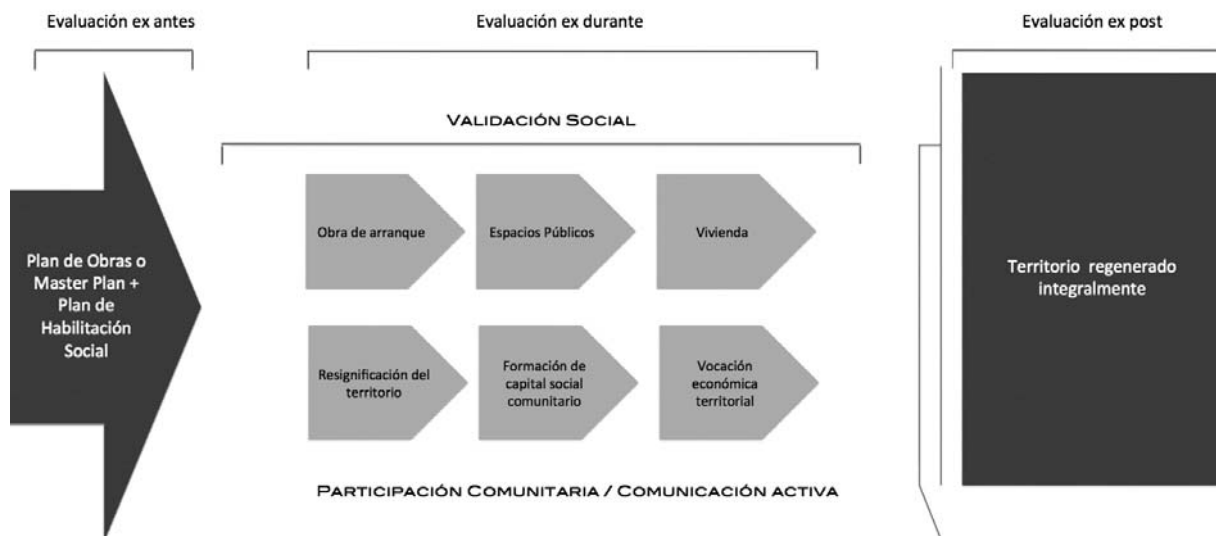 Evaluación ex antes
Evaluación ex durante
Evaluación ex post
VALIDACIÓN SOCIAL
Plan de Obras o
Master Plan +
Plan de
Habilitación
Social
Obra de arranque
Espacios Públicos
Vivienda
Resignificación del
territorio
Formación de
capital social
comunitario
Vocación
económica
territorial
Territorio regenerado
integralmente
PARTICIPACIÓN COMUNITARIA / COMUNICACIÓN ACTIVA